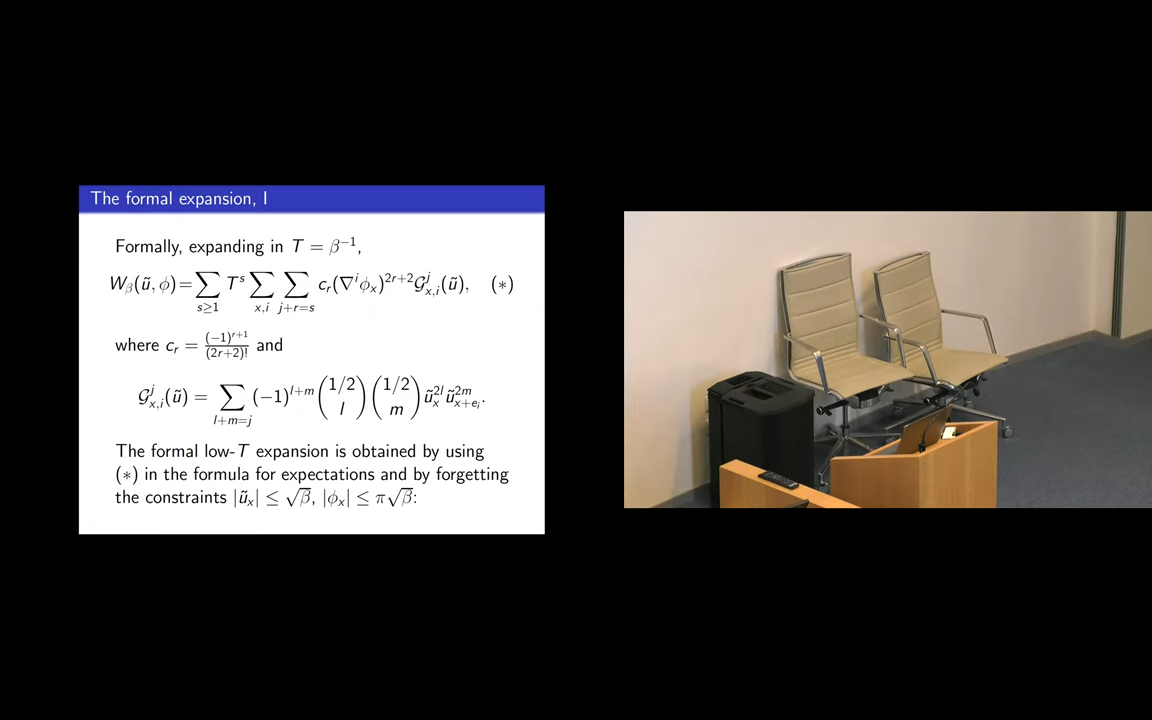 The formal expansion, I
Formally, expanding in T = β⁻¹,
W_β(ũ, φ) = ∑_{s≥1} T^s ∑_{x,i} ∑_{j+r=s} c_r(∇^i φ_x)^{2r+2} 𝒢^j_{x,i}(ũ), (∗)
where c_r = (−1)^{r+1}/(2r+2)! and
𝒢^j_{x,i}(ũ) = ∑_{l+m=j} (−1)^{l+m} (1/2 l) (1/2 m) ũ_x^{2l} ũ_{x+e_i}^{2m}.
The formal low-T expansion is obtained by using
(∗) in the formula for expectations and by forgetting
the constraints |ũ_x| ≤ √β, |φ_x| ≤ π√β: